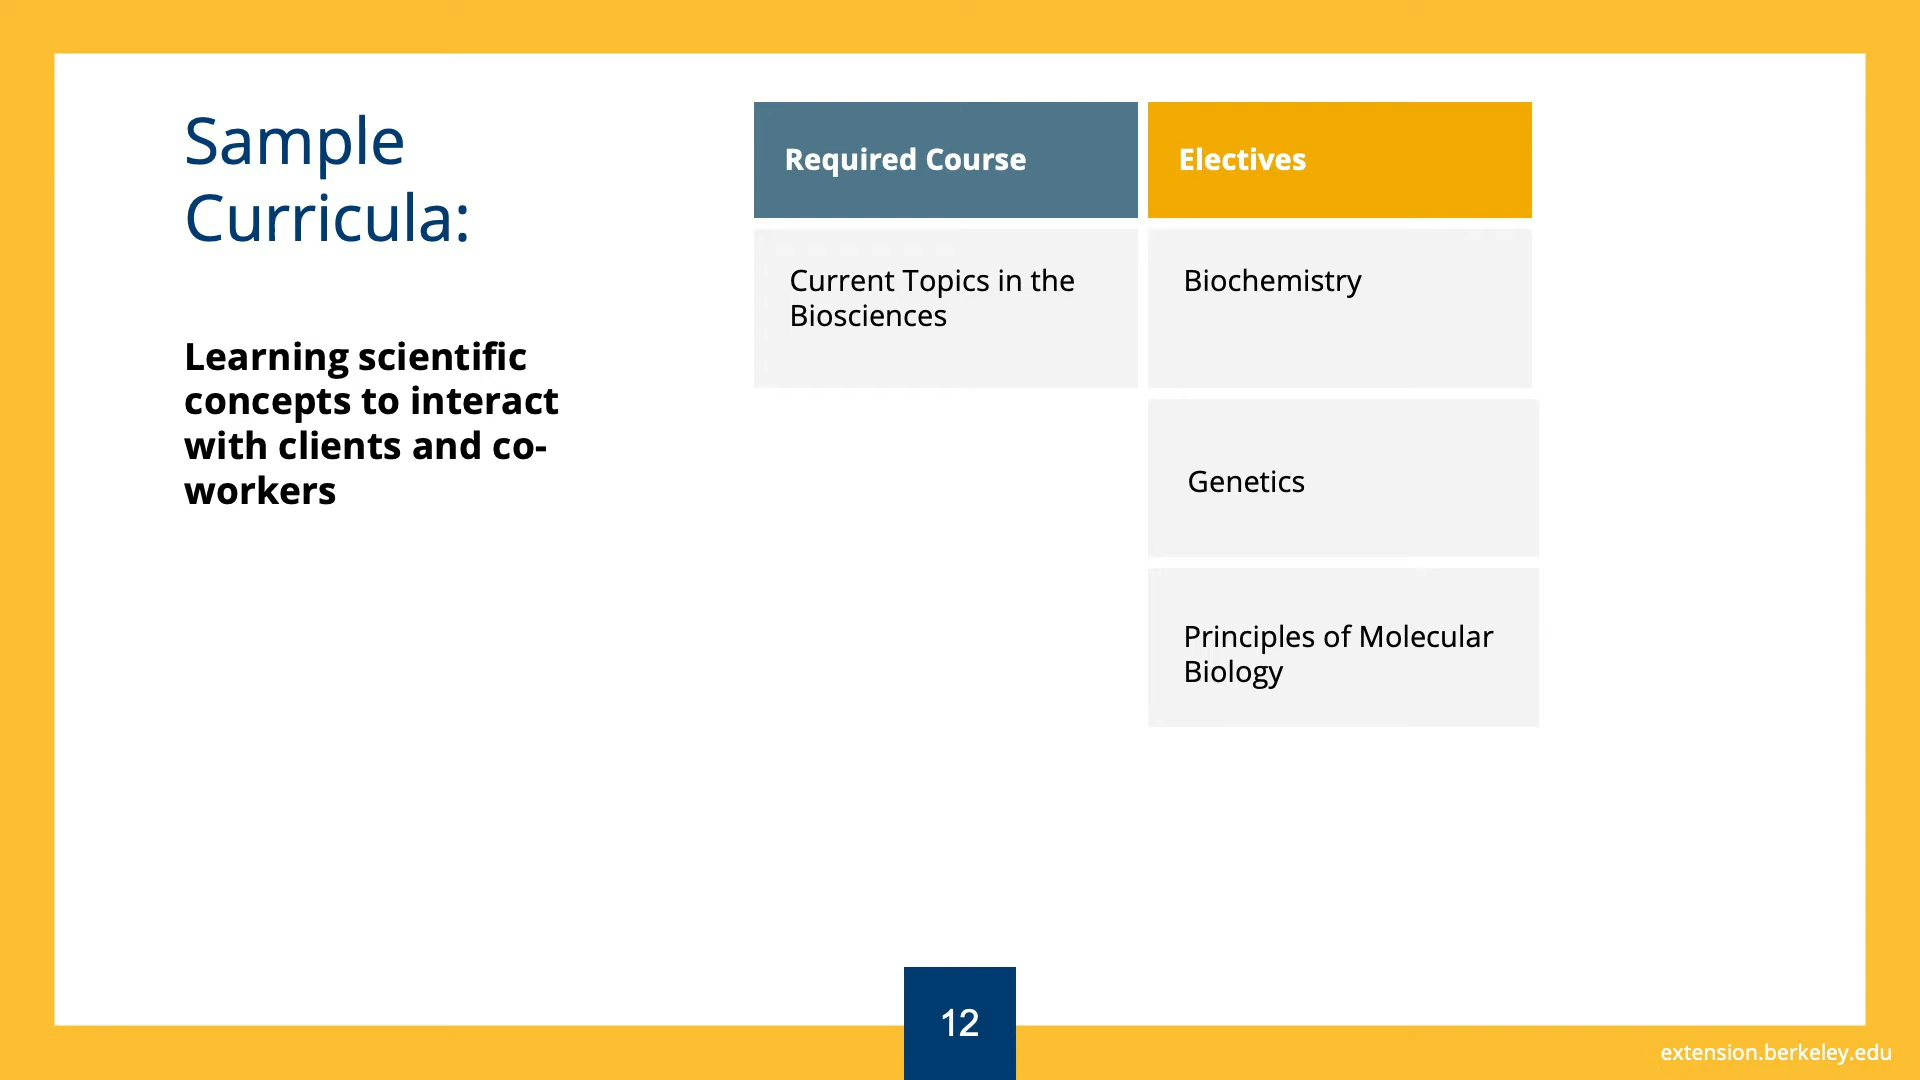 Sample
Curricula:
Learning scientific
concepts to interact
with clients and co-
workers
Required Course
Electives
Current Topics in the
Biosciences
Biochemistry
Genetics
Principles of Molecular
Biology
12
extension.berkeley.edu